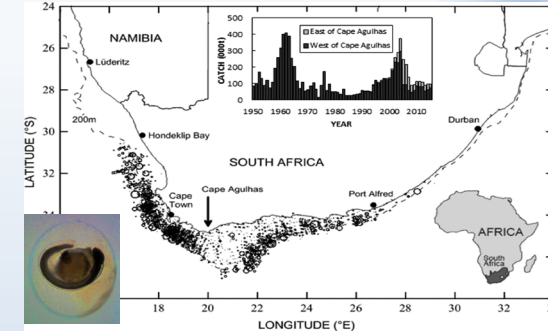 24
26
28
30
32
34
LATITUDE (°S)
NAMIBIA
Lüderitz
200m
Hondeklip Bay
Cape
Town
Cape Agulhas
SOUTH AFRICA
Port Alfred
Durban
500
400
300
200
100
0
CATCH (000t)
East of Cape Agulhas
West of Cape Agulhas
1950 1960 1970 1980 1990 2000 2010
YEAR
AFRICA
South
Africa
18 20 22 24 26 28 30 32
LONGITUDE (°E)